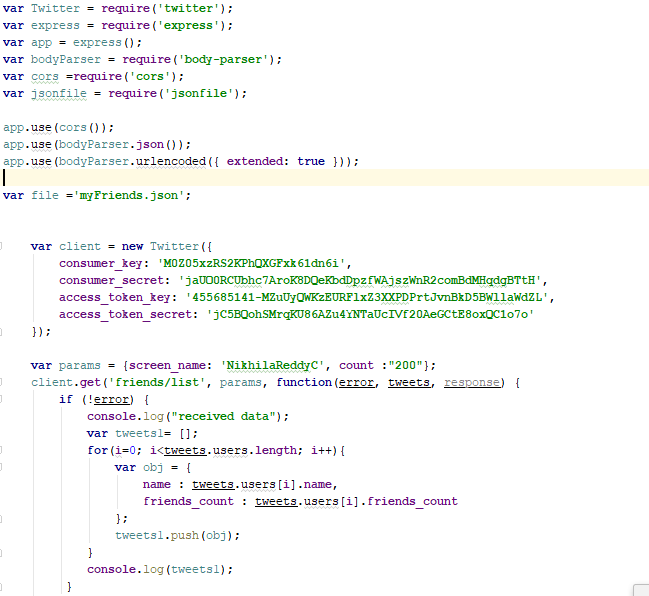 var Twitter = require('twitter');
var express = require('express');
var app = express();
var bodyParser = require('body-parser');
var cors =require('cors');
var jsonfile = require('jsonfile');
app.use(cors());
app.use(bodyParser.json());
app.use(bodyParser.urlencoded({ extended: true }));
var file ='myFriends.json';
var client = new Twitter({
consumer_key: 'M0Z05xzRS2KPhQXGFxk61dn6i',
consumer_secret: 'jaUO0RCUbhc7AroK8DQeKbdDpzfWAjszWnR2comBdMHqdgBTtH',
access_token_key: '455685141-MZuUyQWKzEURFlxZ3XXPDPrtJvnBkD5BWllaWdZL',
access_token_secret: 'jC5BQohSMrqKU86AZu4YNTaUcIVf20AeGCtE8oxQC1o7o'
});
var params = {screen_name: 'NikhilaReddyC', count :"200"};
client.get('friends/list', params, function(error, tweets, response) {
if (!error) {
console.log("received data");
var tweets1= [];
for(i=0; i<tweets.users.length; i++){
var obj = {
name : tweets.users[i].name,
friends_count : tweets.users[i].friends_count
};
tweets1.push(obj);
}
console.log(tweets1);
}